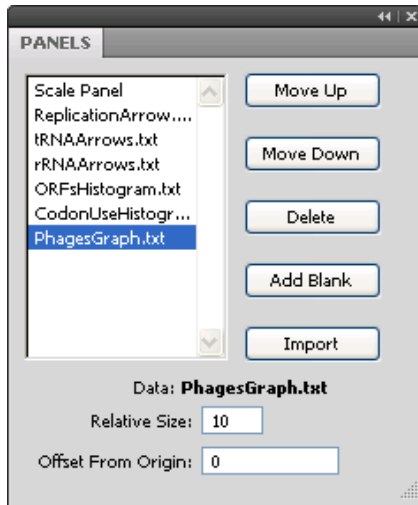 PANELS
Scale Panel
ReplicationArrow....
tRNAArrows.txt
rRNAArrows.txt
ORFsHistogram.txt
CodonUseHistogr...
PhagesGraph.txt
Move Up
Move Down
Delete
Add Blank
Import
Data: PhagesGraph.txt
Relative Size: 10
Offset From Origin: 0